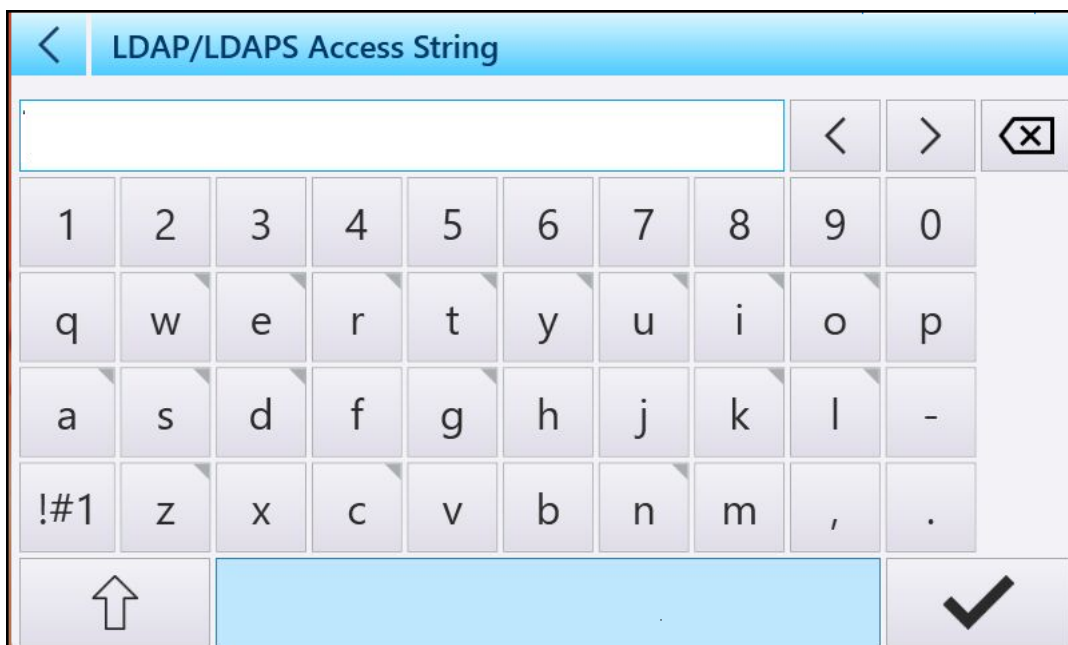 LDAP/LDAPS Access String
1 2 3 4 5 6 7 8 9 0
q w e r t y u i o p
a s d f g h j k l -
!#1 z x c v b n m , .